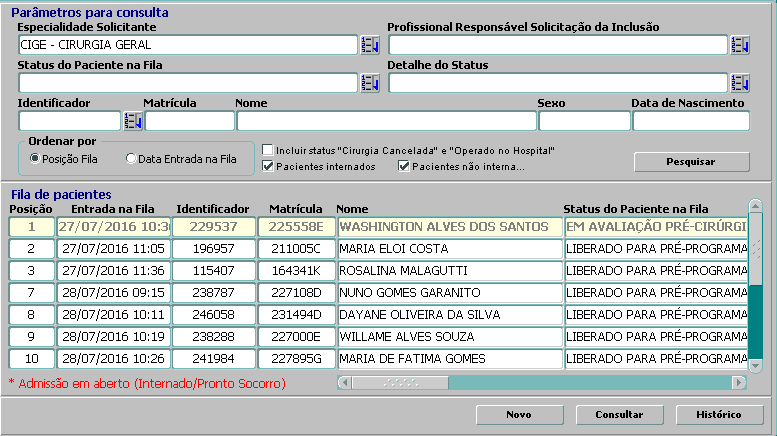 Parâmetros para consulta
Especialidade Solicitante Profissional Responsável Solicitação da Inclusão
CIGE - CIRURGIA GERAL
Status do Paciente na Fila Detalhe do Status
Identificador Matrícula Nome Sexo Data de Nascimento
Ordenar por
Posição Fila Data Entrada na Fila
Incluir status "Cirurgia Cancelada" e "Operado no Hospital"
Pacientes internados Pacientes não interna...
Pesquisar
Fila de pacientes
Posição Entrada na Fila Identificador Matrícula Nome Status do Paciente na Fila
1 27/07/2016 10:3 229537 225558E WASHINGTON ALVES DOS SANTOS EM AVALIAÇÃO PRÉ-CIRÚRGI
2 27/07/2016 11:05 196957 211005C MARIA ELOI COSTA LIBERADO PARA PRÉ-PROGRAMA
3 27/07/2016 11:36 115407 164341K ROSALINA MALAGUTTI LIBERADO PARA PRÉ-PROGRAMA
7 28/07/2016 09:15 238787 227108D NUNO GOMES GARANITO LIBERADO PARA PRÉ-PROGRAMA
8 28/07/2016 10:11 246058 231494D DAYANE OLIVEIRA DA SILVA LIBERADO PARA PRÉ-PROGRAMA
9 28/07/2016 10:19 238288 227000E WILLAME ALVES SOUZA LIBERADO PARA PRÉ-PROGRAMA
10 28/07/2016 10:26 241984 227895G MARIA DE FATIMA GOMES LIBERADO PARA PRÉ-PROGRAMA
* Admissão em aberto (Internado/Pronto Socorro)
Novo Consultar Histórico